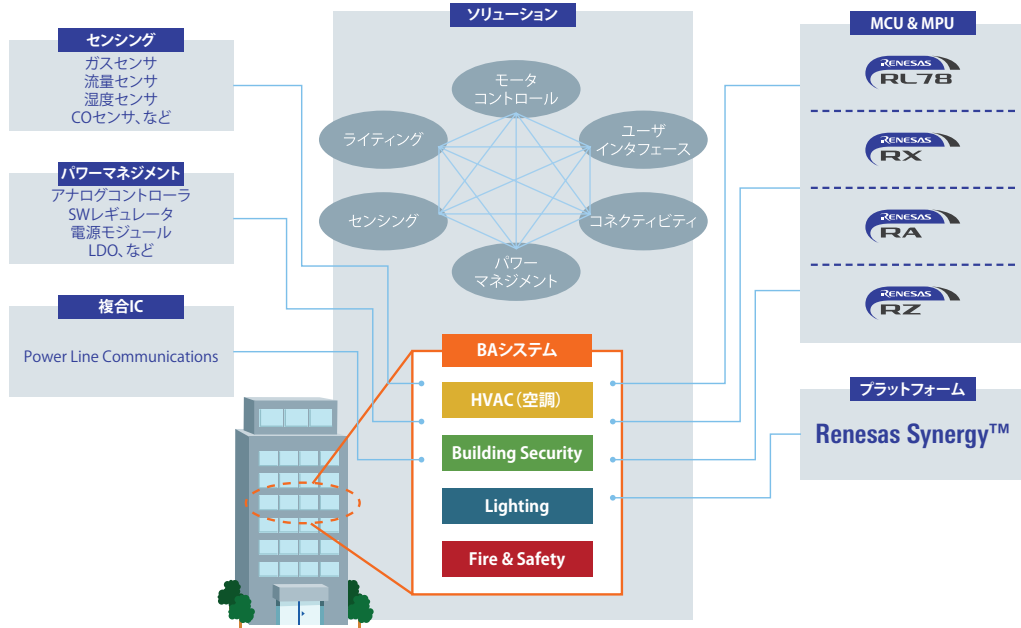 センシング
ガスセンサ
流量センサ
湿度センサ
COセンサ、など
パワーマネジメント
アナログコントローラ
SWレギュレータ
電源モジュール
LDO、など
複合IC
Power Line Communications
ソリューション
モータ
コントロール
ライティング
ユーザ
インタフェース
センシング
コネクティビティ
パワー
マネジメント
BAシステム
HVAC（空調）
Building Security
Lighting
Fire & Safety
MCU & MPU
RENESAS
RL78
RENESAS
RX
RENESAS
RA
RENESAS
RZ
プラットフォーム
Renesas Synergy™